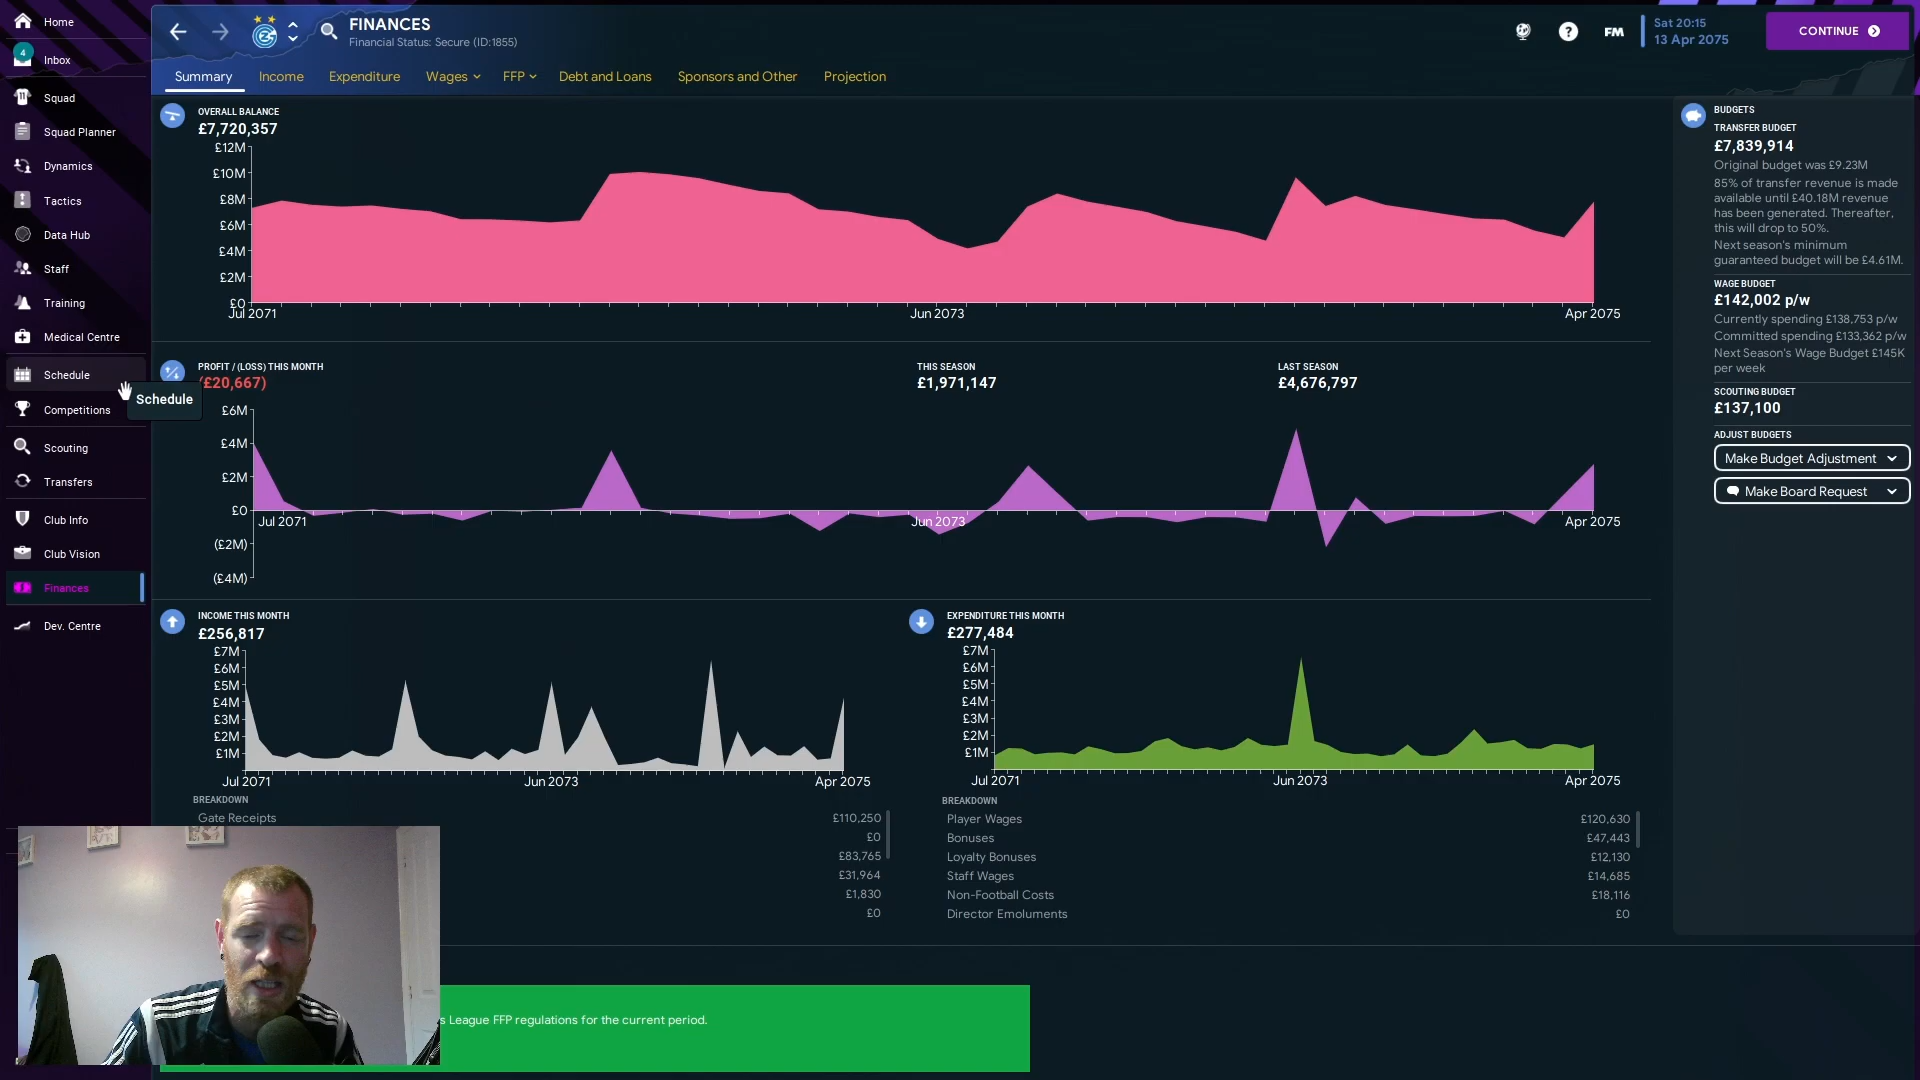 Home
4
Inbox
Squad
Squad Planner
Dynamics
Tactics
Data Hub
Staff
Training
Medical Centre
Schedule
Schedule
Competitions
Scouting
Transfers
Club Info
Club Vision
Finances
Dev. Centre
FINANCES
Financial Status: Secure (ID:1855)
FM
Sat 20:15
13 Apr 2075
CONTINUE
Summary Income Expenditure Wages FFP Debt and Loans Sponsors and Other Projection
OVERALL BALANCE
£7,720,357
£12M
£10M
£8M
£6M
£4M
£2M
£0
Jul 2071 Jun 2073 Apr 2075
PROFIT / (LOSS) THIS MONTH
(£20,667)
THIS SEASON
£1,971,147
LAST SEASON
£4,676,797
£6M
£4M
£2M
£0
(£2M)
(£4M)
Jul 2071 Jun 2073 Apr 2075
INCOME THIS MONTH
£256,817
£7M
£6M
£5M
£4M
£3M
£2M
£1M
Jul 2071 Jun 2073 Apr 2075
BREAKDOWN
Gate Receipts £110,250
£0
£83,765
£31,964
£1,830
£0
EXPENDITURE THIS MONTH
£277,484
£7M
£6M
£5M
£4M
£3M
£2M
£1M
Jul 2071 Jun 2073 Apr 2075
BREAKDOWN
Player Wages £120,630
Bonuses £47,443
Loyalty Bonuses £12,130
Staff Wages £14,685
Non-Football Costs £18,116
Director Emoluments £0
s League FFP regulations for the current period.
BUDGETS
TRANSFER BUDGET
£7,839,914
Original budget was £9.23M
85% of transfer revenue is made
available until £40.18M revenue
has been generated. Thereafter,
this will drop to 50%.
Next season's minimum
guaranteed budget will be £4.61M.
WAGE BUDGET
£142,002 p/w
Currently spending £138,753 p/w
Committed spending £133,362 p/w
Next Season's Wage Budget £145K
per week
SCOUTING BUDGET
£137,100
ADJUST BUDGETS
Make Budget Adjustment
Make Board Request